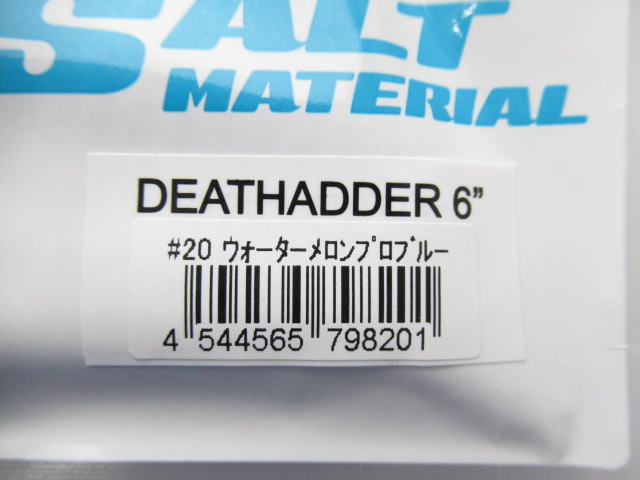 SALT
MATERIAL
DEATHADDER 6”
#20 ウォーターメロンプロブルー
4 544565 798201